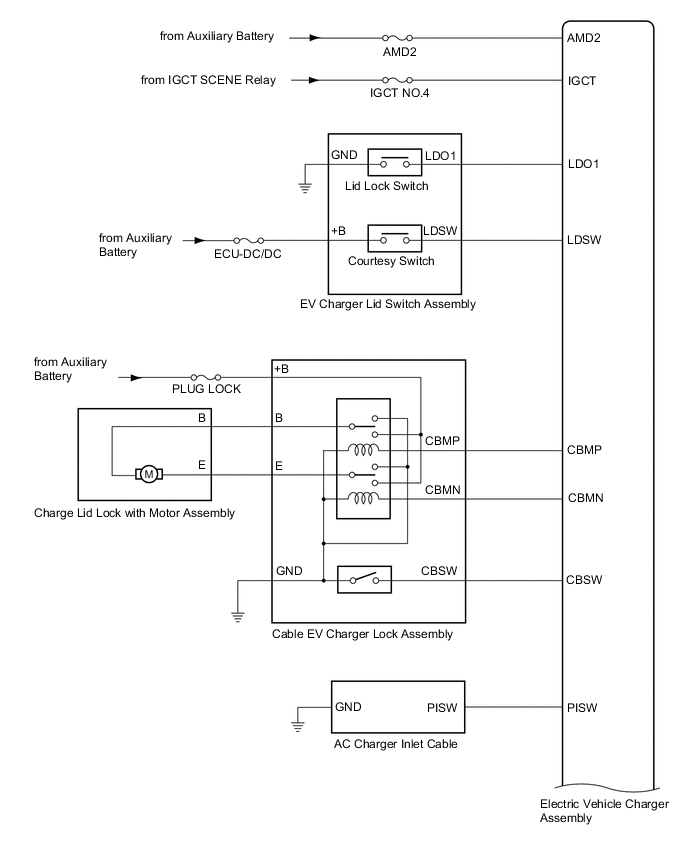 from Auxiliary Battery
AMD2
AMD2
from IGCT SCENE Relay
IGCT NO.4
IGCT
GND
LDO1
LDO1
Lid Lock Switch
from Auxiliary
Battery
ECU-DC/DC
+B
LDSW
LDSW
Courtesy Switch
EV Charger Lid Switch Assembly
from Auxiliary
Battery
PLUG LOCK
+B
B
B
CBMP
CBMP
M
E
E
CBMN
CBMN
Charge Lid Lock with Motor Assembly
GND
CBSW
CBSW
Cable EV Charger Lock Assembly
GND
PISW
PISW
AC Charger Inlet Cable
Electric Vehicle Charger
Assembly